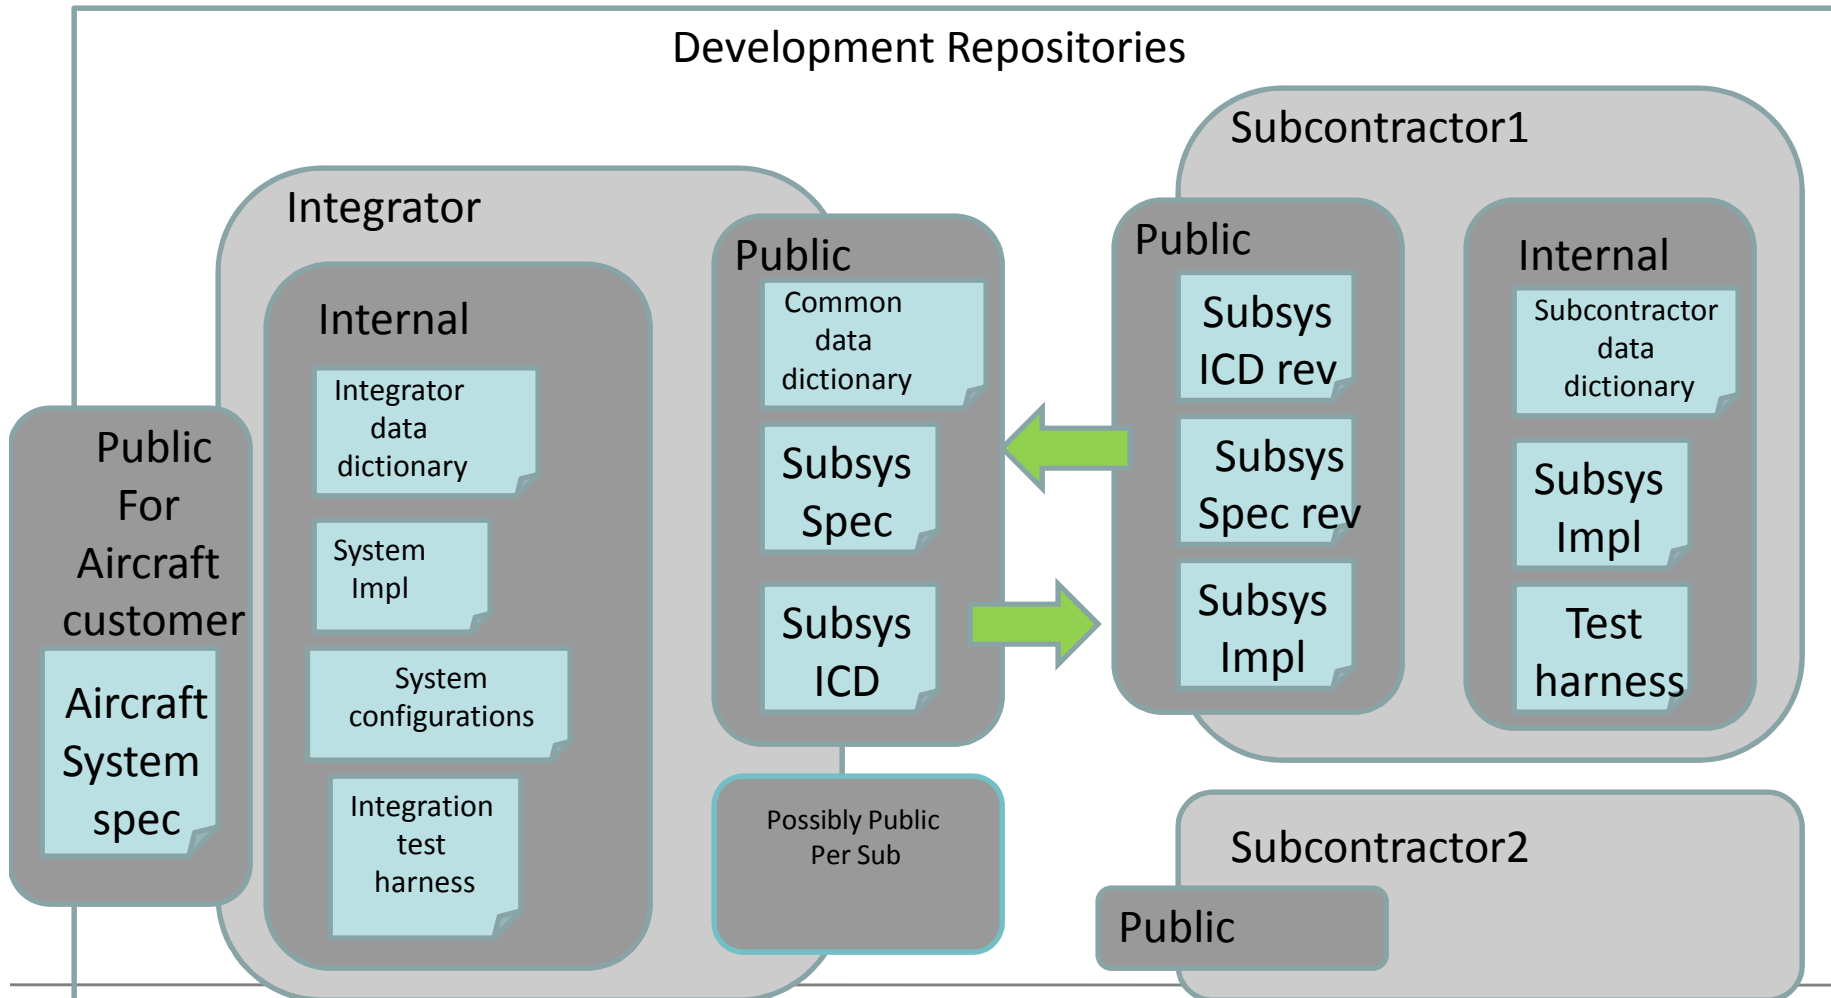 Development Repositories
Integrator
Internal
Integrator
data
dictionary
System
Impl
System
configurations
Integration
test
harness
Public
For
Aircraft
customer
Aircraft
System
spec
Public
Common
data
dictionary
Subsys
Spec
Subsys
ICD
Possibly Public
Per Sub
Subcontractor1
Public
Subsys
ICD rev
Subsys
Spec rev
Subsys
Impl
Internal
Subcontractor
data
dictionary
Subsys
Impl
Test
harness
Subcontractor2
Public